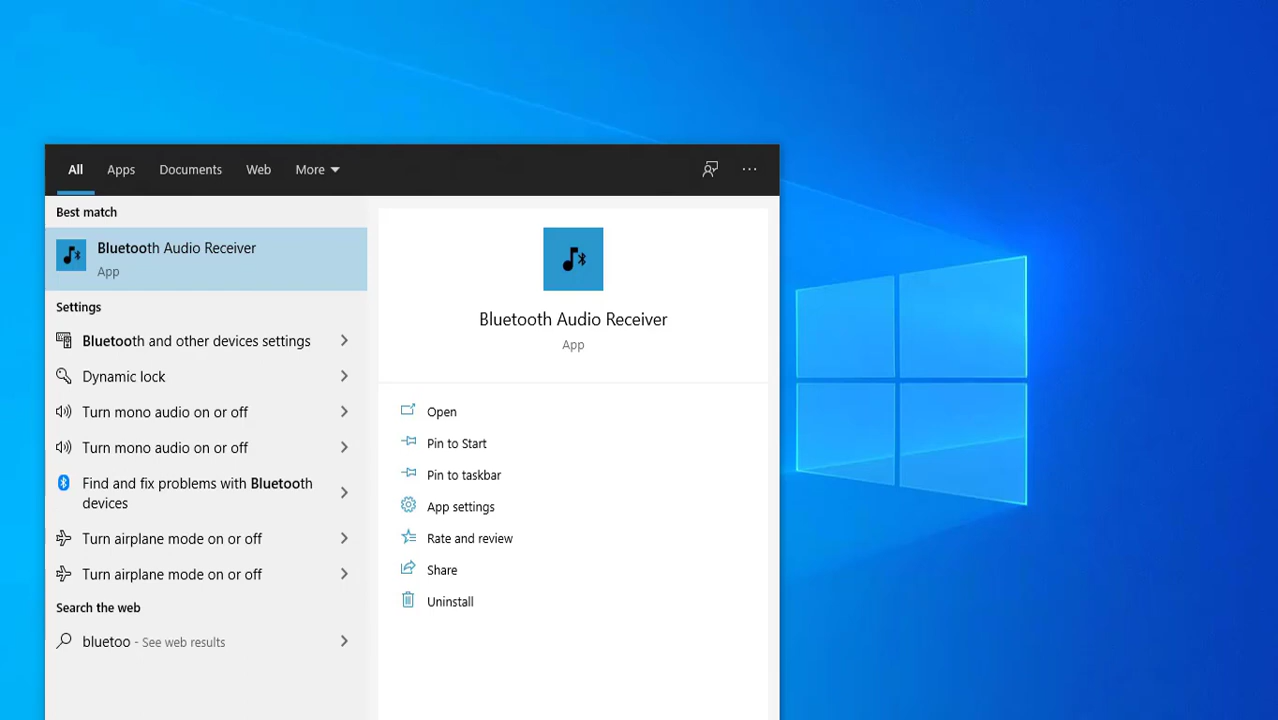 All Apps Documents Web More
Best match
Bluetooth Audio Receiver
App
Settings
Bluetooth and other devices settings
Dynamic lock
Turn mono audio on or off
Turn mono audio on or off
Find and fix problems with Bluetooth
devices
Turn airplane mode on or off
Turn airplane mode on or off
Search the web
bluetoo - See web results
Bluetooth Audio Receiver
App
Open
Pin to Start
Pin to taskbar
App settings
Rate and review
Share
Uninstall